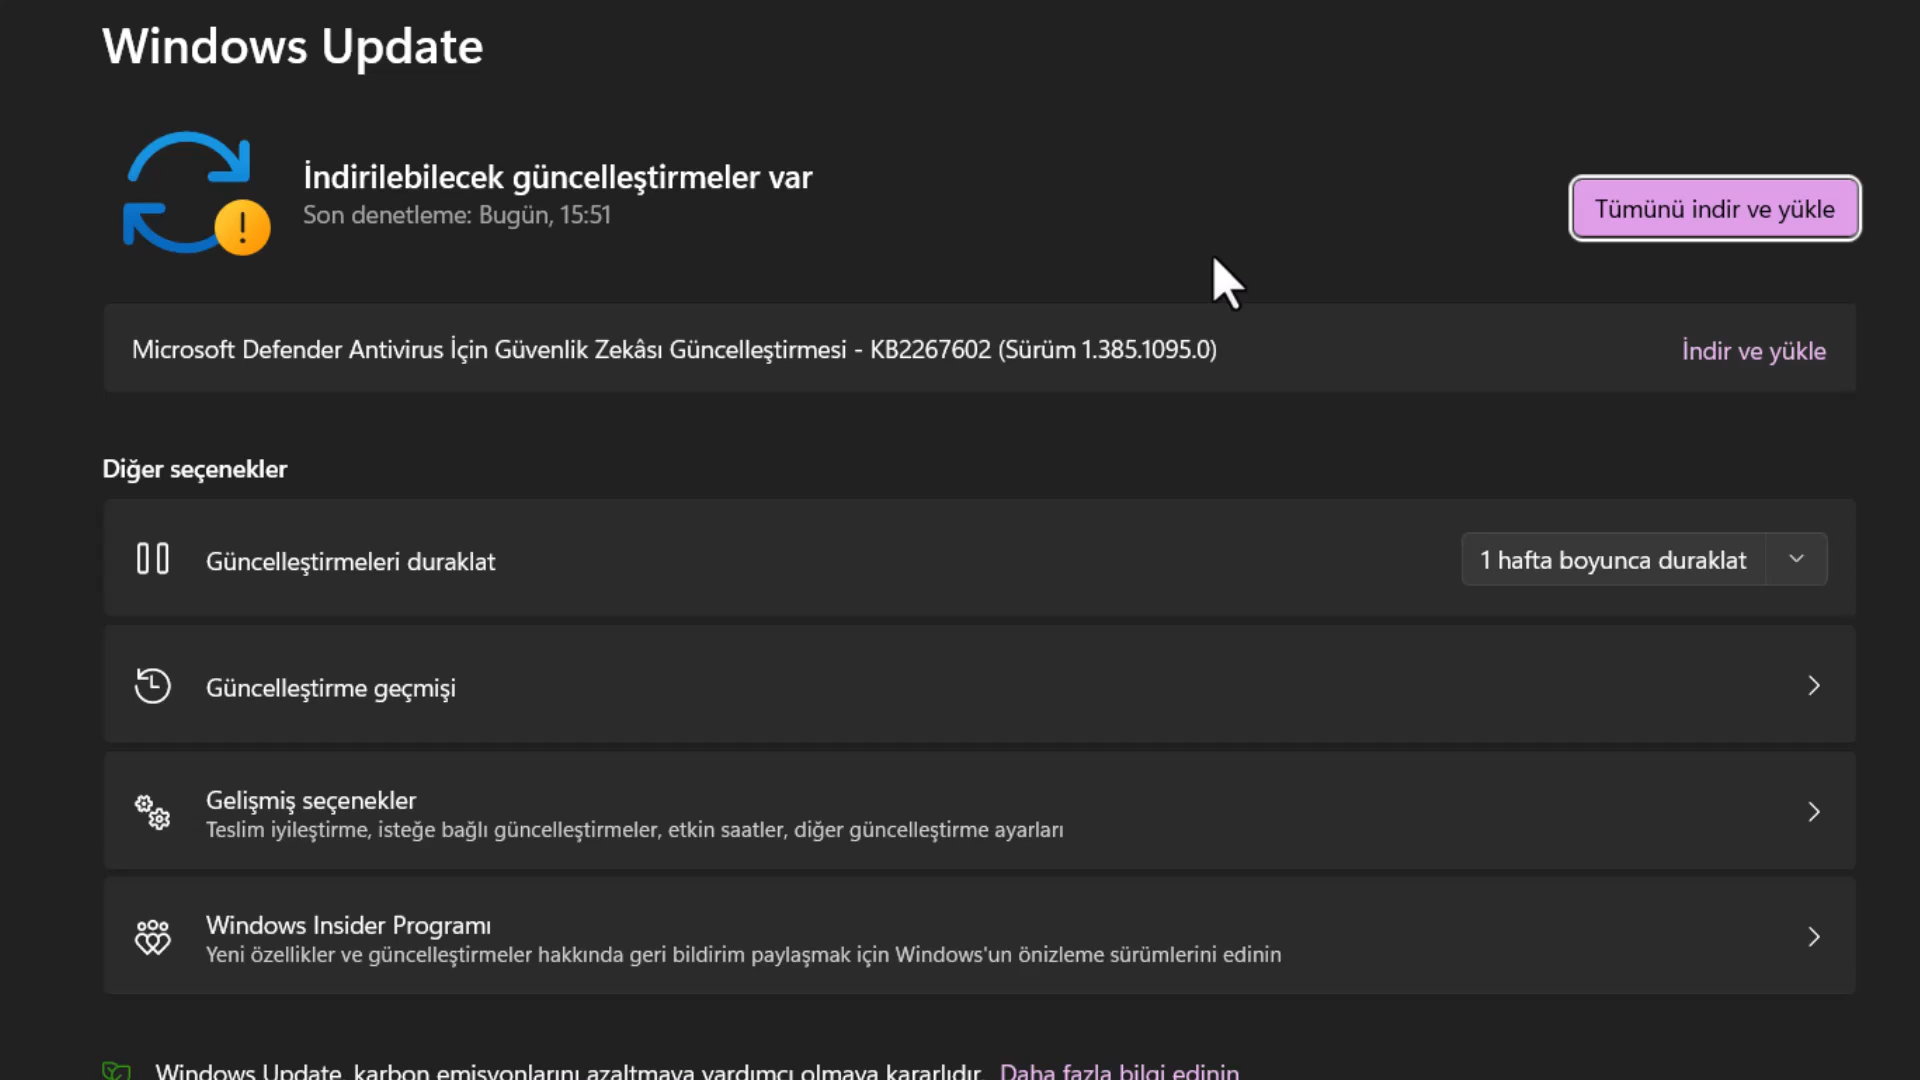 Windows Update
İndirilebilecek güncelleştirmeler var
Son denetleme: Bugün, 15:51
Tümünü indir ve yükle
Microsoft Defender Antivirus İçin Güvenlik Zekâsı Güncelleştirmesi - KB2267602 (Sürüm 1.385.1095.0)
İndir ve yükle
Diğer seçenekler
Güncelleştirmeleri duraklat
1 hafta boyunca duraklat
Güncelleştirme geçmişi
Gelişmiş seçenekler
Teslim iyileştirme, isteğe bağlı güncelleştirmeler, etkin saatler, diğer güncelleştirme ayarları
Windows Insider Programı
Yeni özellikler ve güncelleştirmeler hakkında geri bildirim paylaşmak için Windows'un önizleme sürümlerini edinin
Windows Update, karbon emisyonlarını azaltmaya yardımcı olmaya kararlıdır. Daha fazla bilgi edinin